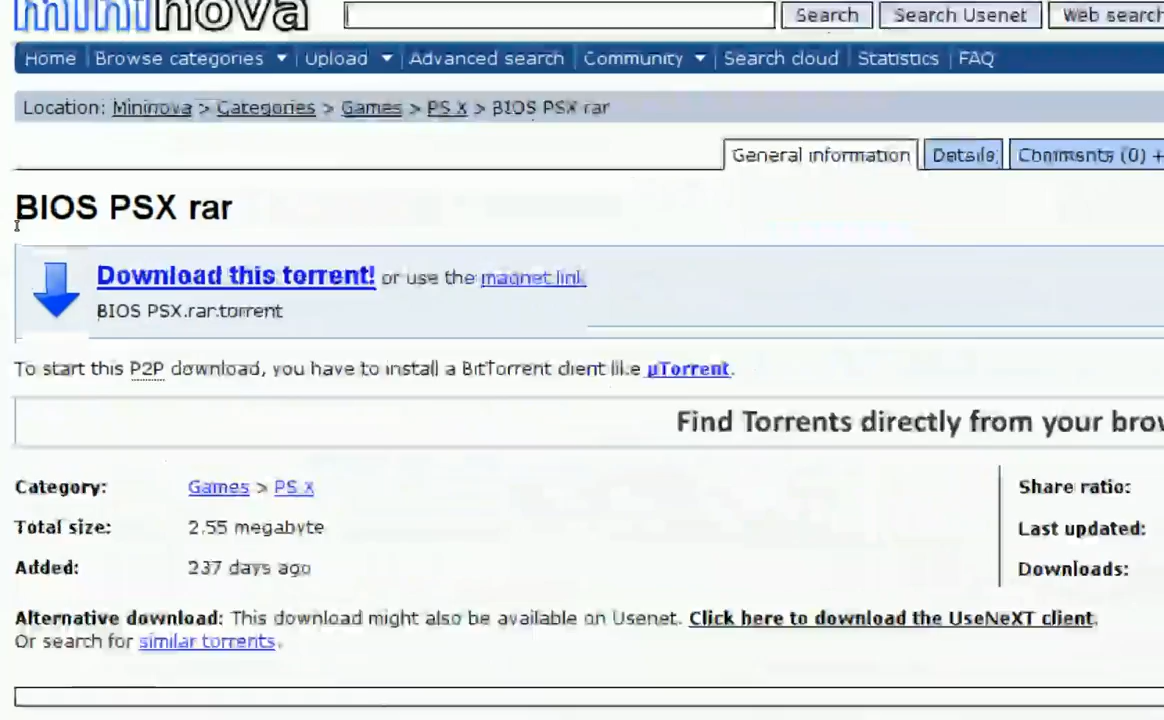 mininova
Search Search Usenet Web search
Home Browse categories Upload Advanced search Community Search cloud Statistics FAQ
Location: Mininova > Categories > Games > PS X > BIOS PSX rar
General information Details Comments (0) +
BIOS PSX rar
Download this torrent! or use the magnet link
BIOS PSX.rar.torrent
To start this P2P download, you have to install a BitTorrent client like µTorrent.
Find Torrents directly from your brow
Category: Games > PS X Share ratio:
Total size: 2.55 megabyte Last updated:
Added: 237 days ago Downloads:
Alternative download: This download might also be available on Usenet. Click here to download the UseNeXT client.
Or search for similar torrents.